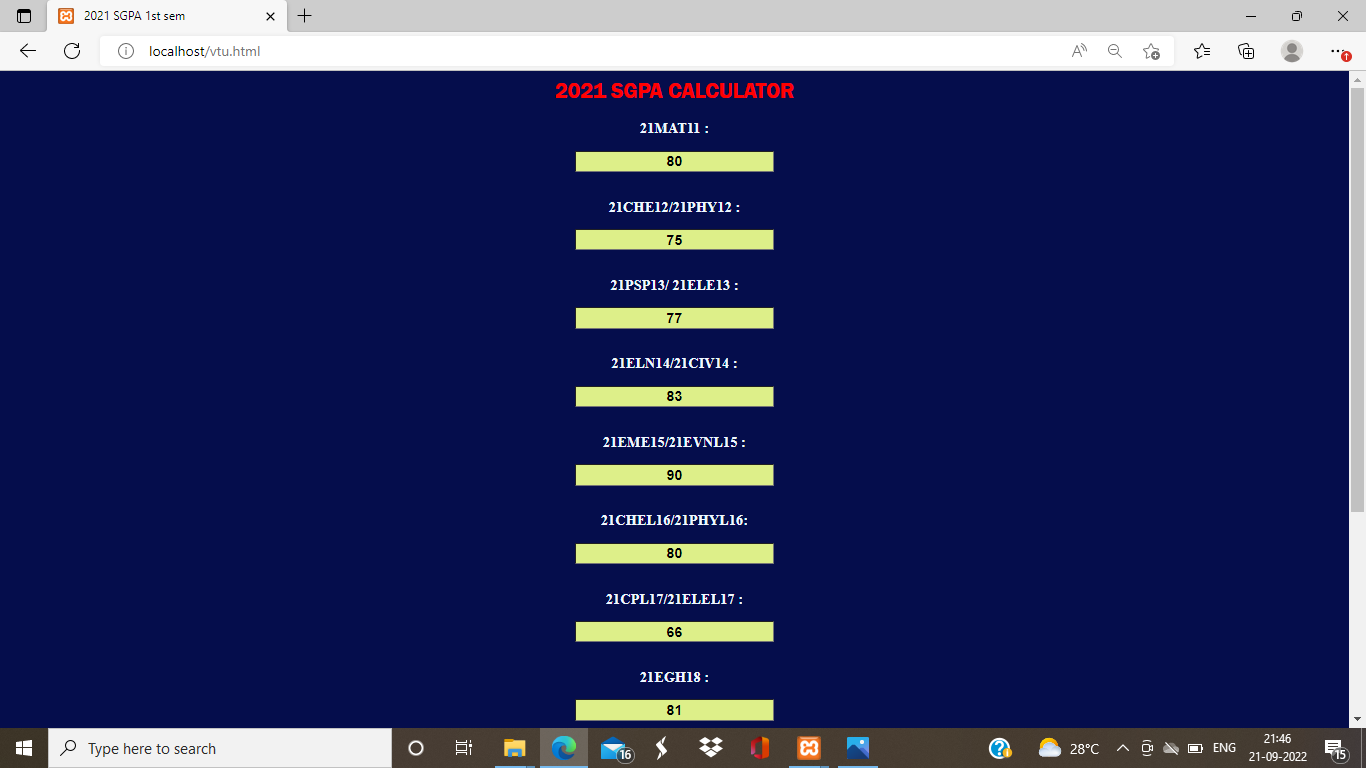 2021 SGPA 1st sem
localhost/vtu.html
2021 SGPA CALCULATOR
21MAT11 :
80
21CHE12/21PHY12 :
75
21PSP13/ 21ELE13 :
77
21ELN14/21CIV14 :
83
21EME15/21EVNL15 :
90
21CHEL16/21PHYL16:
80
21CPL17/21ELEL17 :
66
21EGH18 :
81
Type here to search
16
28°C
ENG
21:46
21-09-2022
15